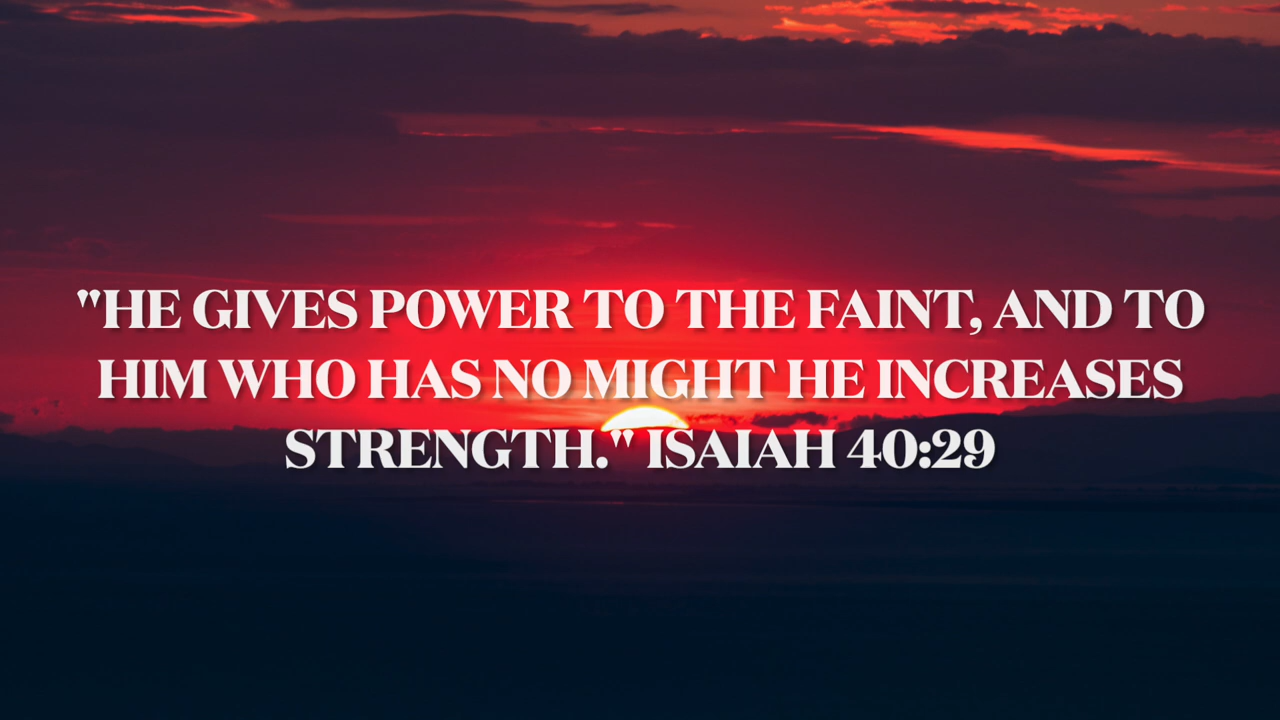 "HE GIVES POWER TO THE FAINT, AND TO
HIM WHO HAS NO MIGHT HE INCREASES
STRENGTH." ISAIAH 40:29